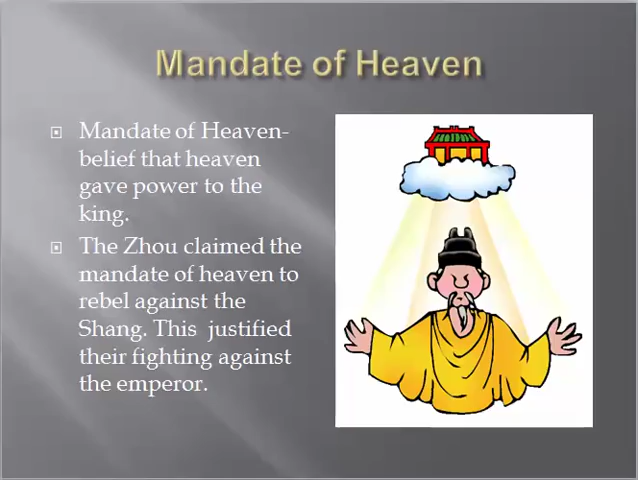 Mandate of Heaven
Mandate of Heaven-
belief that heaven
gave power to the
king.
The Zhou claimed the
mandate of heaven to
rebel against the
Shang. This justified
their fighting against
the emperor.